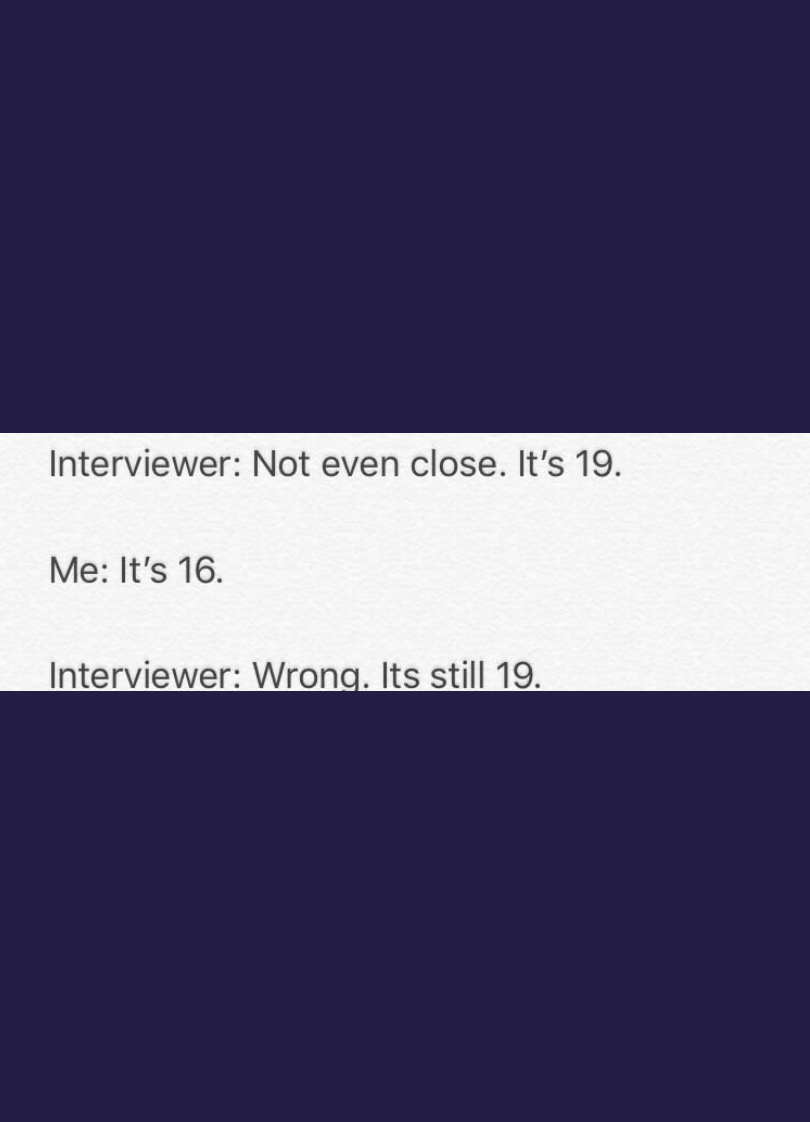 Interviewer: Not even close. It’s 19.
Me: It’s 16.
Interviewer: Wrong. Its still 19.